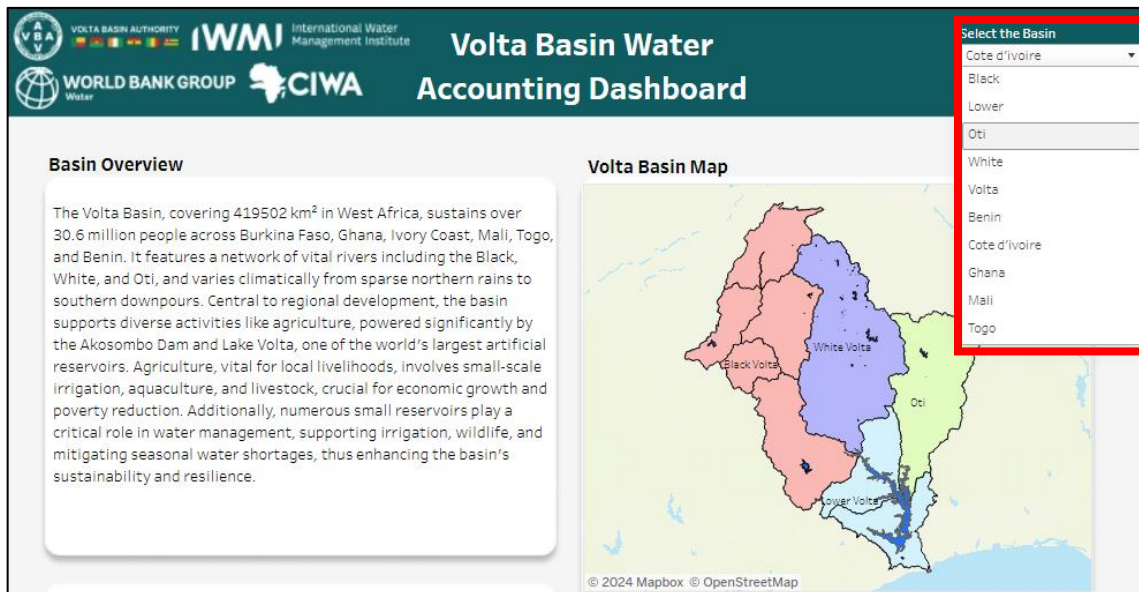 VBA
VOLTA BASIN AUTHORITY
IWMI
International Water
Management Institute
WORLD BANK GROUP
Water
CIWA
Volta Basin Water
Accounting Dashboard
Select the Basin
Cote d'ivoire
Black
Lower
Oti
White
Volta
Benin
Cote d'ivoire
Ghana
Mali
Togo
Basin Overview
The Volta Basin, covering 419502 km² in West Africa, sustains over
30.6 million people across Burkina Faso, Ghana, Ivory Coast, Mali, Togo,
and Benin. It features a network of vital rivers including the Black,
White, and Oti, and varies climatically from sparse northern rains to
southern downpours. Central to regional development, the basin
supports diverse activities like agriculture, powered significantly by
the Akosombo Dam and Lake Volta, one of the world's largest artificial
reservoirs. Agriculture, vital for local livelihoods, involves small-scale
irrigation, aquaculture, and livestock, crucial for economic growth and
poverty reduction. Additionally, numerous small reservoirs play a
critical role in water management, supporting irrigation, wildlife, and
mitigating seasonal water shortages, thus enhancing the basin's
sustainability and resilience.
Volta Basin Map
White Volta
Black Volta
Oti
Lower Volta
© 2024 Mapbox © OpenStreetMap